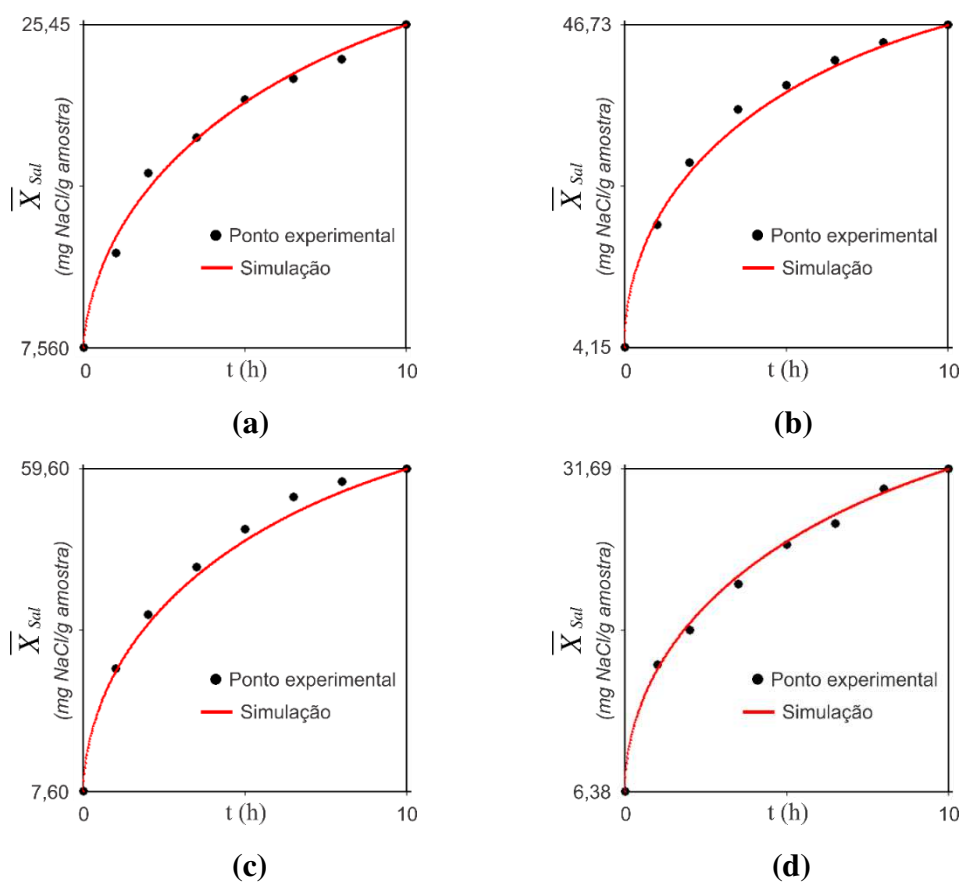 25,45
X̄ Sal
(mg NaCl/g amostra)
Ponto experimental
Simulação
7,560
0
t (h)
10
(a)
46,73
X̄ Sal
(mg NaCl/g amostra)
Ponto experimental
Simulação
4,15
0
t (h)
10
(b)
59,60
X̄ Sal
(mg NaCl/g amostra)
Ponto experimental
Simulação
7,60
0
t (h)
10
(c)
31,69
X̄ Sal
(mg NaCl/g amostra)
Ponto experimental
Simulação
6,38
0
t (h)
10
(d)